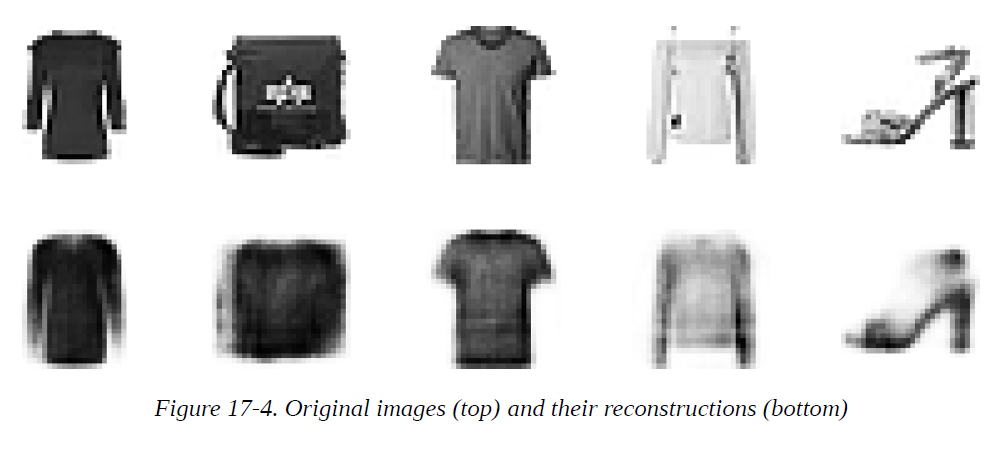 Figure 17-4. Original images (top) and their reconstructions (bottom)